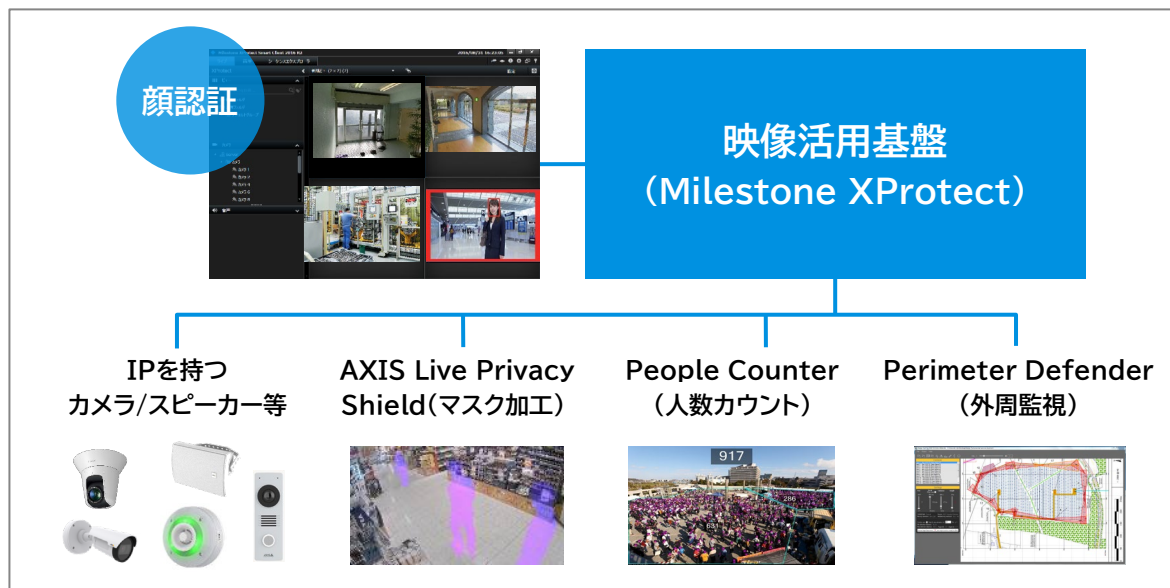 顔認証
映像活用基盤
(Milestone XProtect)
IPを持つ
カメラ/スピーカー等
AXIS Live Privacy
Shield(マスク加工)
People Counter
(人数カウント)
Perimeter Defender
(外周監視)
917
286
631